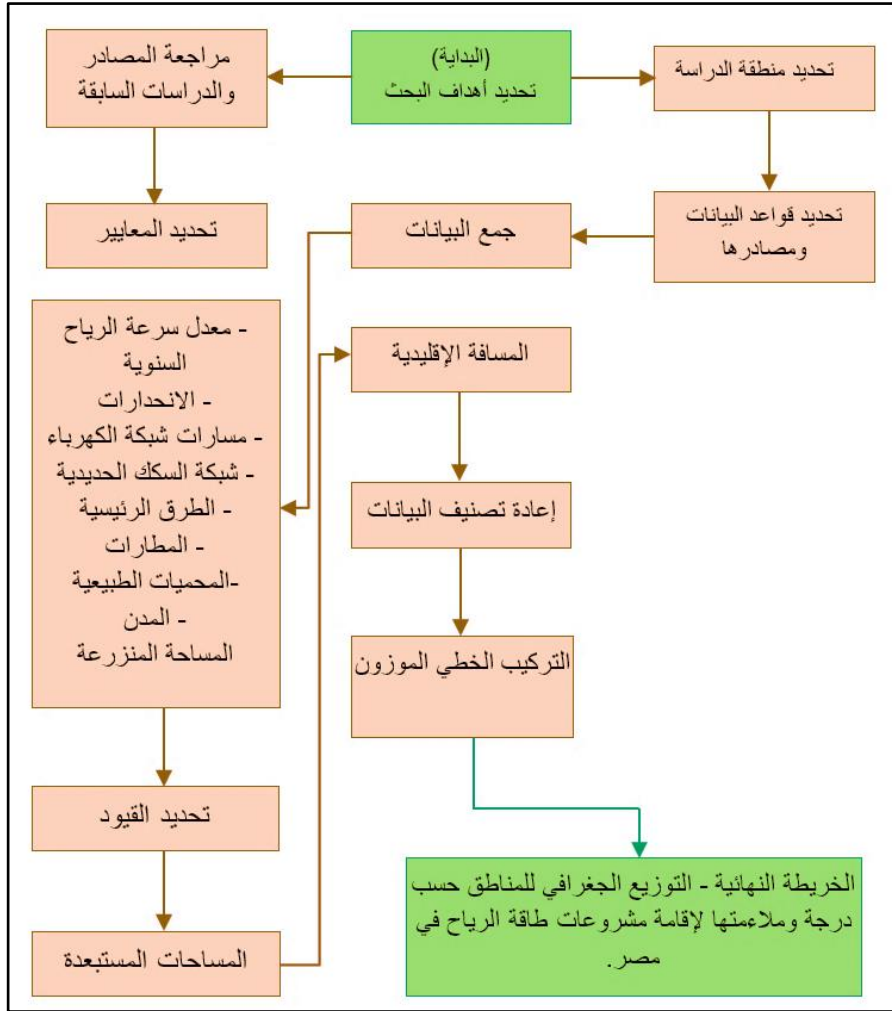 (البداية)
تحديد أهداف البحث
تحديد منطقة الدراسة
مراجعة المصادر
والدراسات السابقة
تحديد قواعد البيانات
ومصادرها
جمع البيانات
تحديد المعايير
- معدل سرعة الرياح
السنوية
- الانحدارات
- مسارات شبكة الكهرباء
- شبكة السكك الحديدية
- الطرق الرئيسية
- المطارات
-المحميات الطبيعية
- المدن
المساحة المنزرعة
تحديد القيود
المساحات المستبعدة
المسافة الإقليدية
إعادة تصنيف البيانات
التركيب الخطي الموزون
الخريطة النهائية - التوزيع الجغرافي للمناطق حسب
درجة وملاءمتها لإقامة مشروعات طاقة الرياح في
مصر.